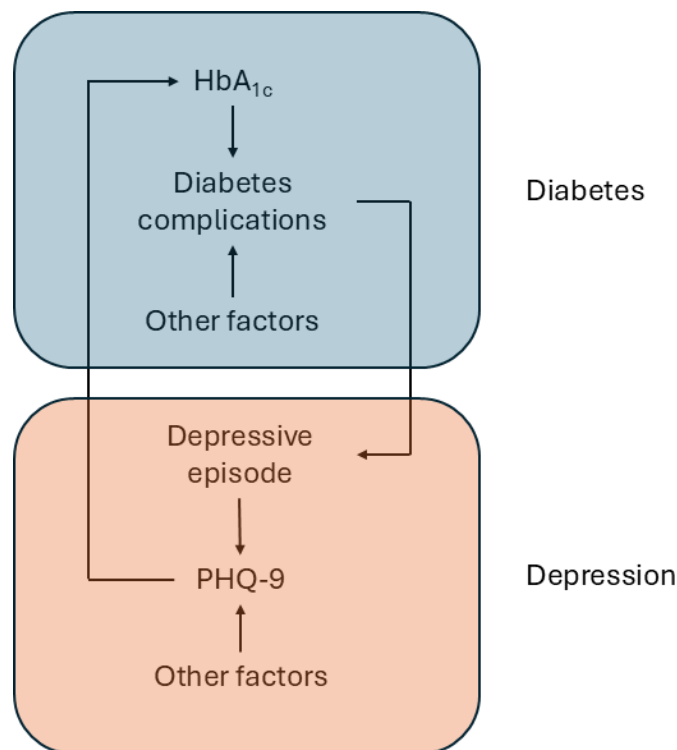 HbA1c
Diabetes
complications
Diabetes
Other factors
Depressive
episode
PHQ-9
Depression
Other factors